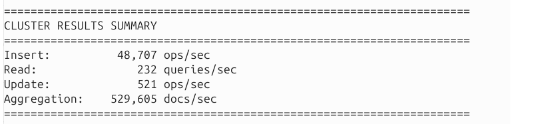 ======================================================================
CLUSTER RESULTS SUMMARY
======================================================================
Insert:          48,707 ops/sec
Read:               232 queries/sec
Update:             521 ops/sec
Aggregation:    529,605 docs/sec
======================================================================